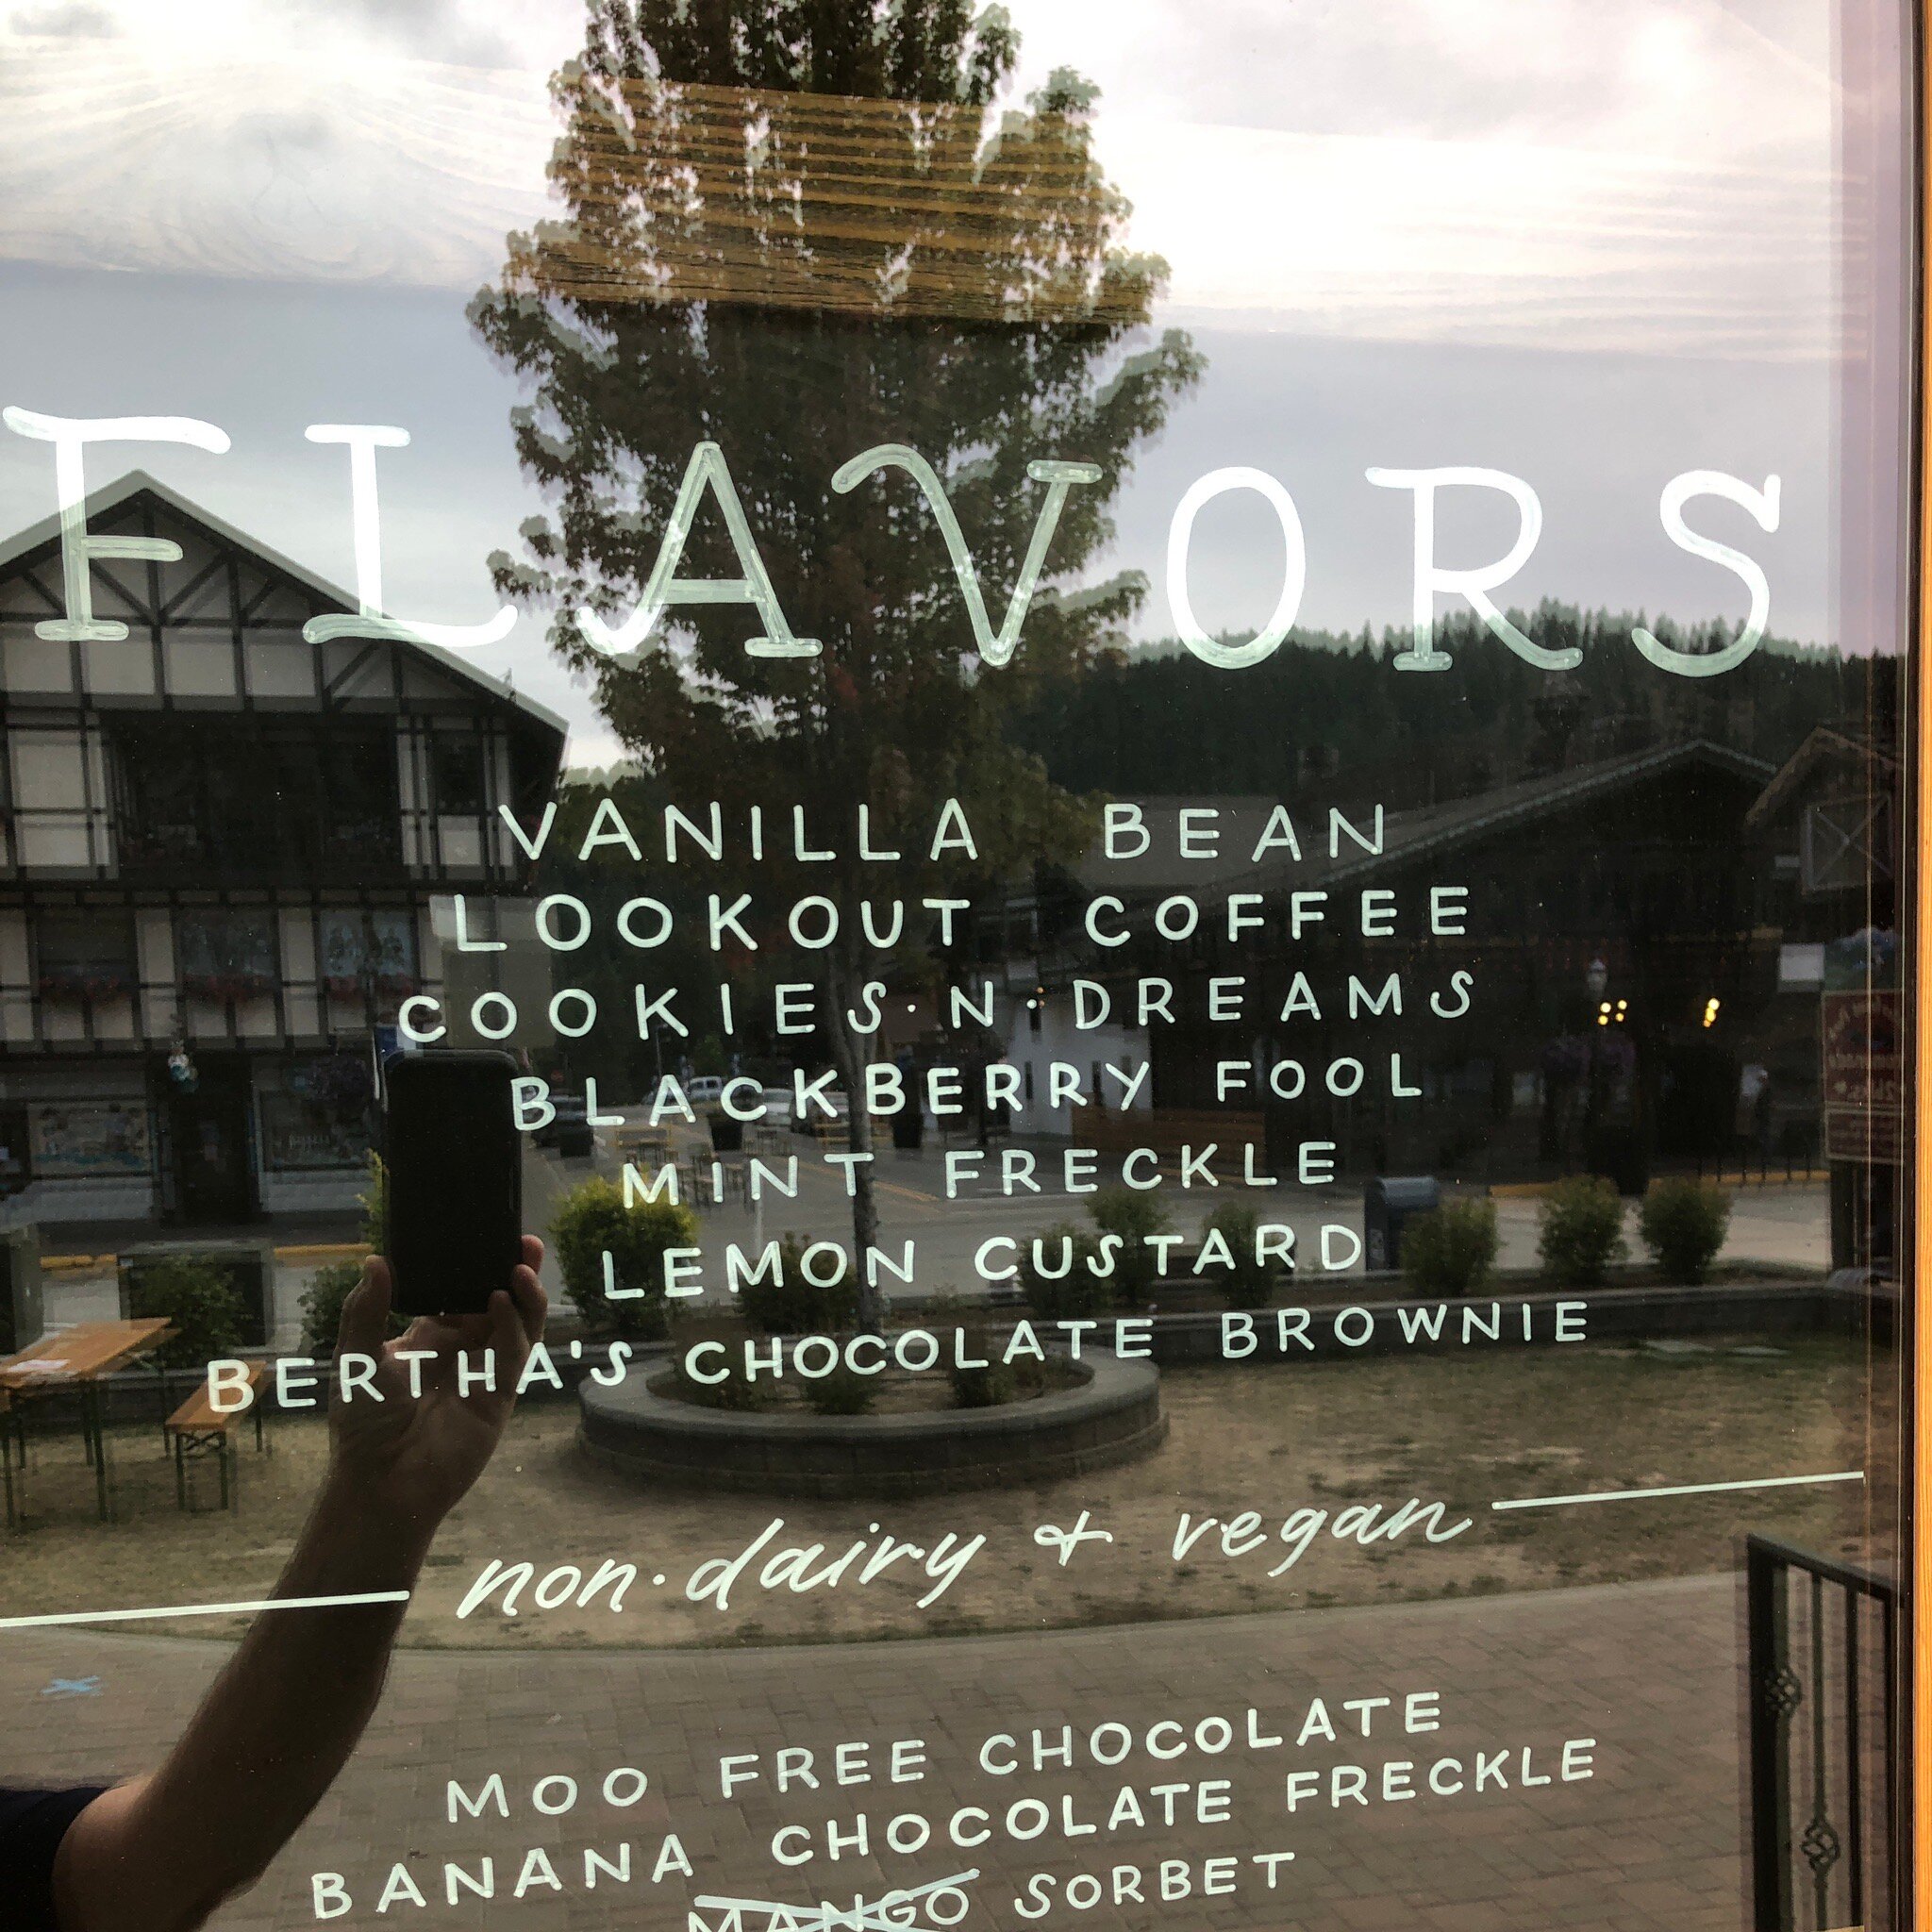 FLAVORS
VANILLA BEAN
LOOKOUT COFFEE
COOKIES·N·DREAMS
BLACKBERRY FOOL
MINT FRECKLE
LEMON CUSTARD
BERTHA'S CHOCOLATE BROWNIE
non·dairy + vegan
MOO FREE CHOCOLATE
BANANA CHOCOLATE FRECKLE
MANGO SORBET